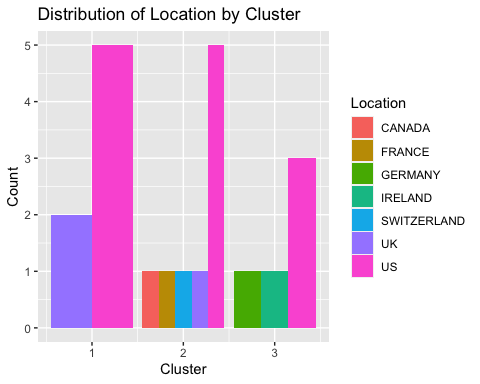 Distribution of Location by Cluster
Count
5
4
3
2
1
0
1 2 3
Cluster
Location
CANADA
FRANCE
GERMANY
IRELAND
SWITZERLAND
UK
US